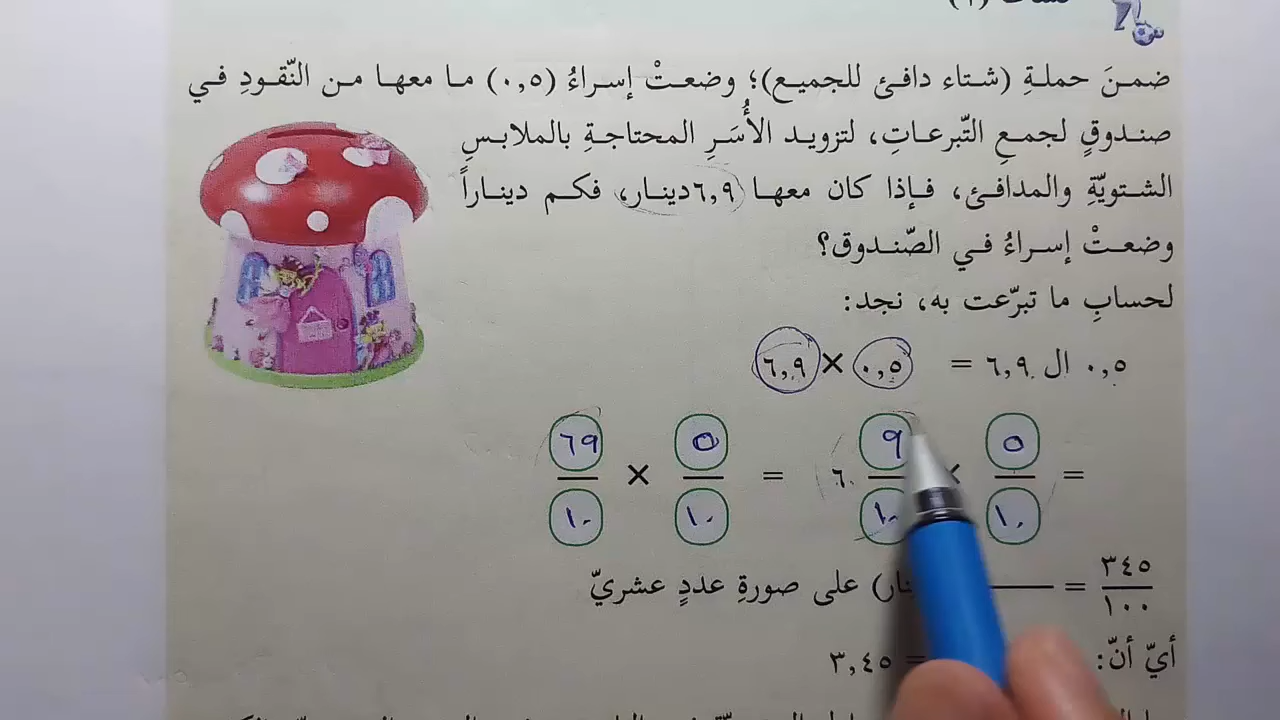 ضمنَ حملةِ (شتاء دافئ للجميع)؛ وضعتْ إسراءُ (٠,٥) ما معها من النّقودِ في
صندوقٍ لجمعِ التّبرعاتِ، لتزويد الأُسَرِ المحتاجةِ بالملابسِ
الشتويّةِ والمدافئ، فإذا كان معها ٦,٩دينار، فكم ديناراً
وضعتْ إسراءُ في الصّندوق؟
لحسابِ ما تبرّعت به، نجد:
٠,٥ ال ٦,٩ = ٠,٥ × ٦,٩
= ٥/١٠ × ٦ ٩/١٠ = ٥/١٠ × ٦٩/١٠
٣٤٥/١٠٠ = على صورةِ عددٍ عشريّ
أيّ أنّ: = ٣,٤٥